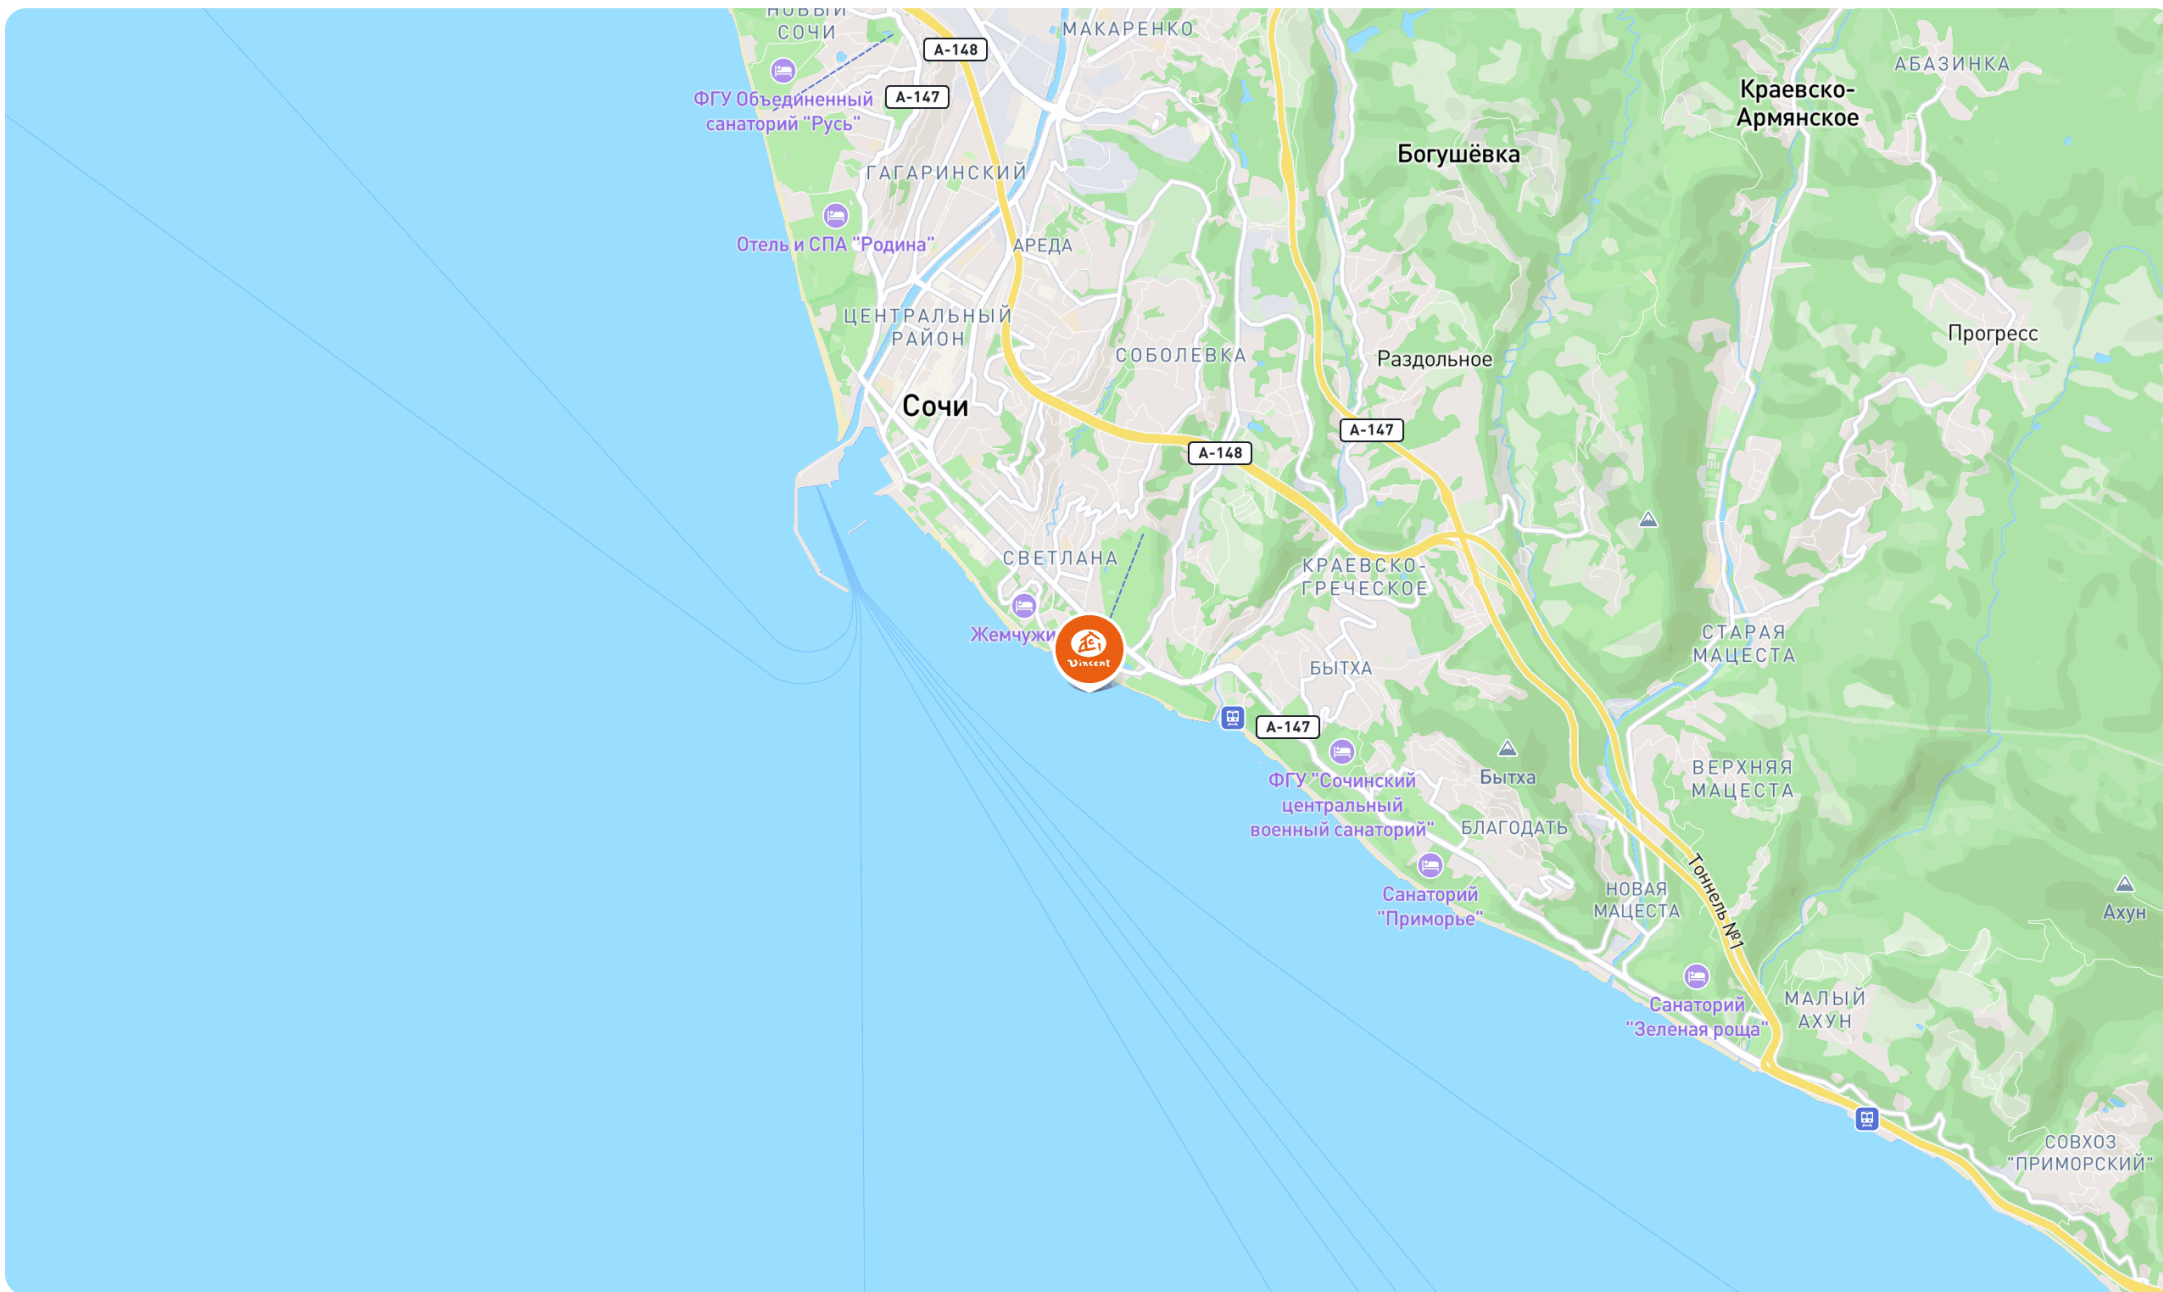 НОВЫЙ
СОЧИ
МАКАРЕНКО
А-148
АБАЗИНКА
ФГУ Объединенный
санаторий "Русь"
А-147
Краевско-
Армянское
Богушёвка
ГАГАРИНСКИЙ
Отель и СПА "Родина"
АРЕДА
ЦЕНТРАЛЬНЫЙ
РАЙОН
СОБОЛЕВКА
Раздольное
Прогресс
Сочи
А-147
А-148
СВЕТЛАНА
КРАЕВСКО-
ГРЕЧЕСКОЕ
Жемчужи
Vincent
СТАРАЯ
МАЦЕСТА
БЫТХА
А-147
ФГУ "Сочинский
центральный
военный санаторий"
Бытха
ВЕРХНЯЯ
МАЦЕСТА
БЛАГОДАТЬ
Санаторий
"Приморье"
НОВАЯ
МАЦЕСТА
Тоннель №1
Ахун
Санаторий
"Зеленая роща"
МАЛЫЙ
АХУН
СОВХОЗ
"ПРИМОРСКИЙ"